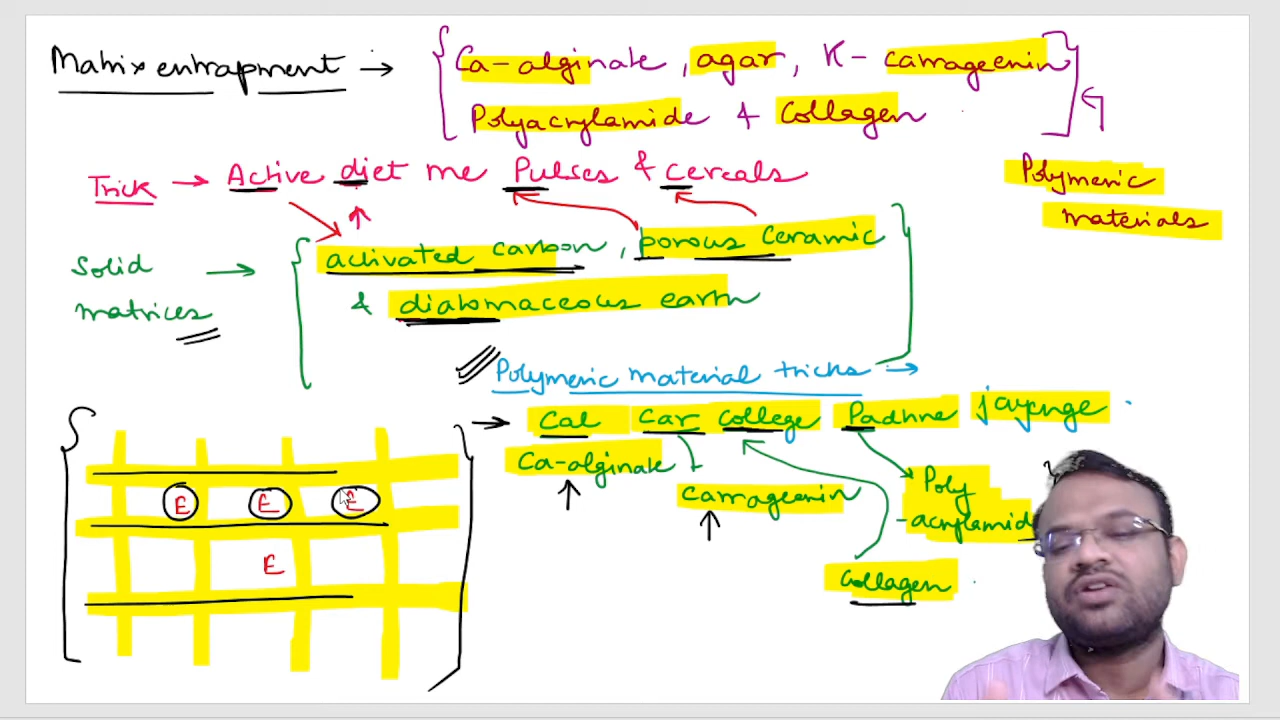 Matrix entrapment → { Ca-alginate, agar, K-carrageenin
Polyacrylamide & Collagen
Polymeric
materials
Trick → Active diet me Pulses & cereals
Solid
matrices → { activated carbon, porous ceramic
& diatomaceous earth
Polymeric material tricks →
→ Cal Car college Padhne jayenge
Ca-alginate
Carrageenin
Poly
-acrylamid
Collagen
E E E
E